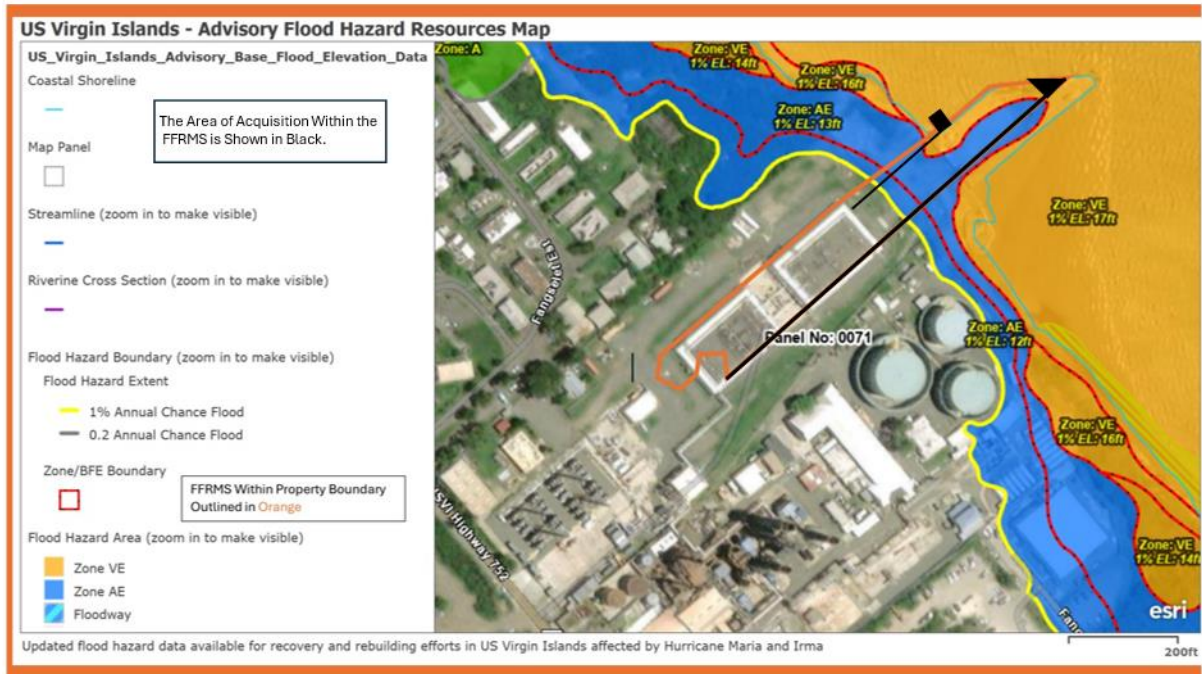 US Virgin Islands - Advisory Flood Hazard Resources Map
US_Virgin_Islands_Advisory_Base_Flood_Elevation_Data
Coastal Shoreline
The Area of Acquisition Within the
FFRMS is Shown in Black.
Map Panel
Streamline (zoom in to make visible)
Riverine Cross Section (zoom in to make visible)
Flood Hazard Boundary (zoom in to make visible)
Flood Hazard Extent
1% Annual Chance Flood
0.2 Annual Chance Flood
Zone/BFE Boundary
FFRMS Within Property Boundary
Outlined in Orange
Flood Hazard Area (zoom in to make visible)
Zone VE
Zone AE
Floodway
Zone: A
Zone: VE
1% EL: 14ft
Zone: VE
1% EL: 16ft
Zone: AE
1% EL: 13ft
Zone: VE
1% EL: 17ft
Fangselet Est
Panel No: 0071
Zone: AE
1% EL: 12ft
Zone: VE
1% EL: 16ft
USVI Highway 752
Zone: VE
1% EL: 14ft
esri
Updated flood hazard data available for recovery and rebuilding efforts in US Virgin Islands affected by Hurricane Maria and Irma
200ft